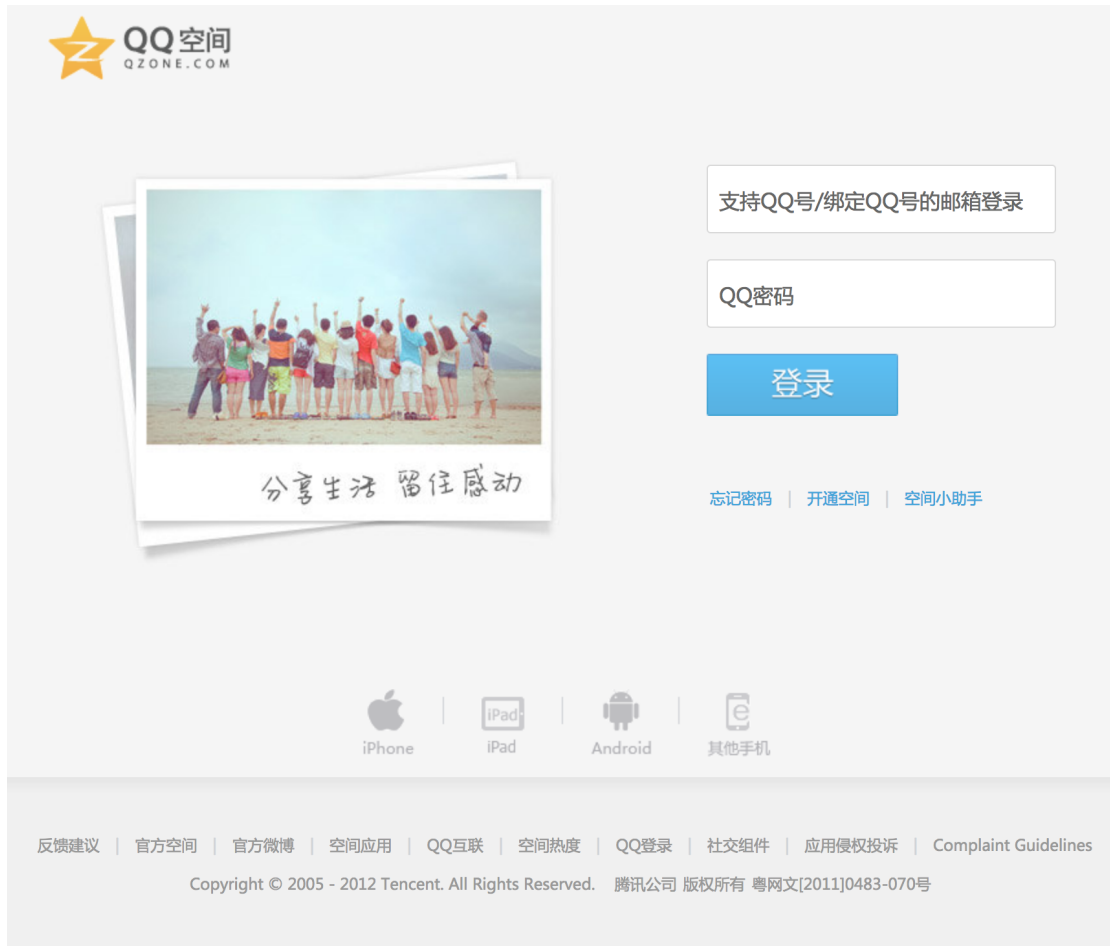 QQ空间
QZONE.COM
支持QQ号/绑定QQ号的邮箱登录
QQ密码
登录
分享生活 留住感动
忘记密码 | 开通空间 | 空间小助手
iPad
iPhone | iPad | Android | 其他手机
反馈建议 | 官方空间 | 官方微博 | 空间应用 | QQ互联 | 空间热度 | QQ登录 | 社交组件 | 应用侵权投诉 | Complaint Guidelines
Copyright © 2005 - 2012 Tencent. All Rights Reserved. 腾讯公司 版权所有 粤网文[2011]0483-070号